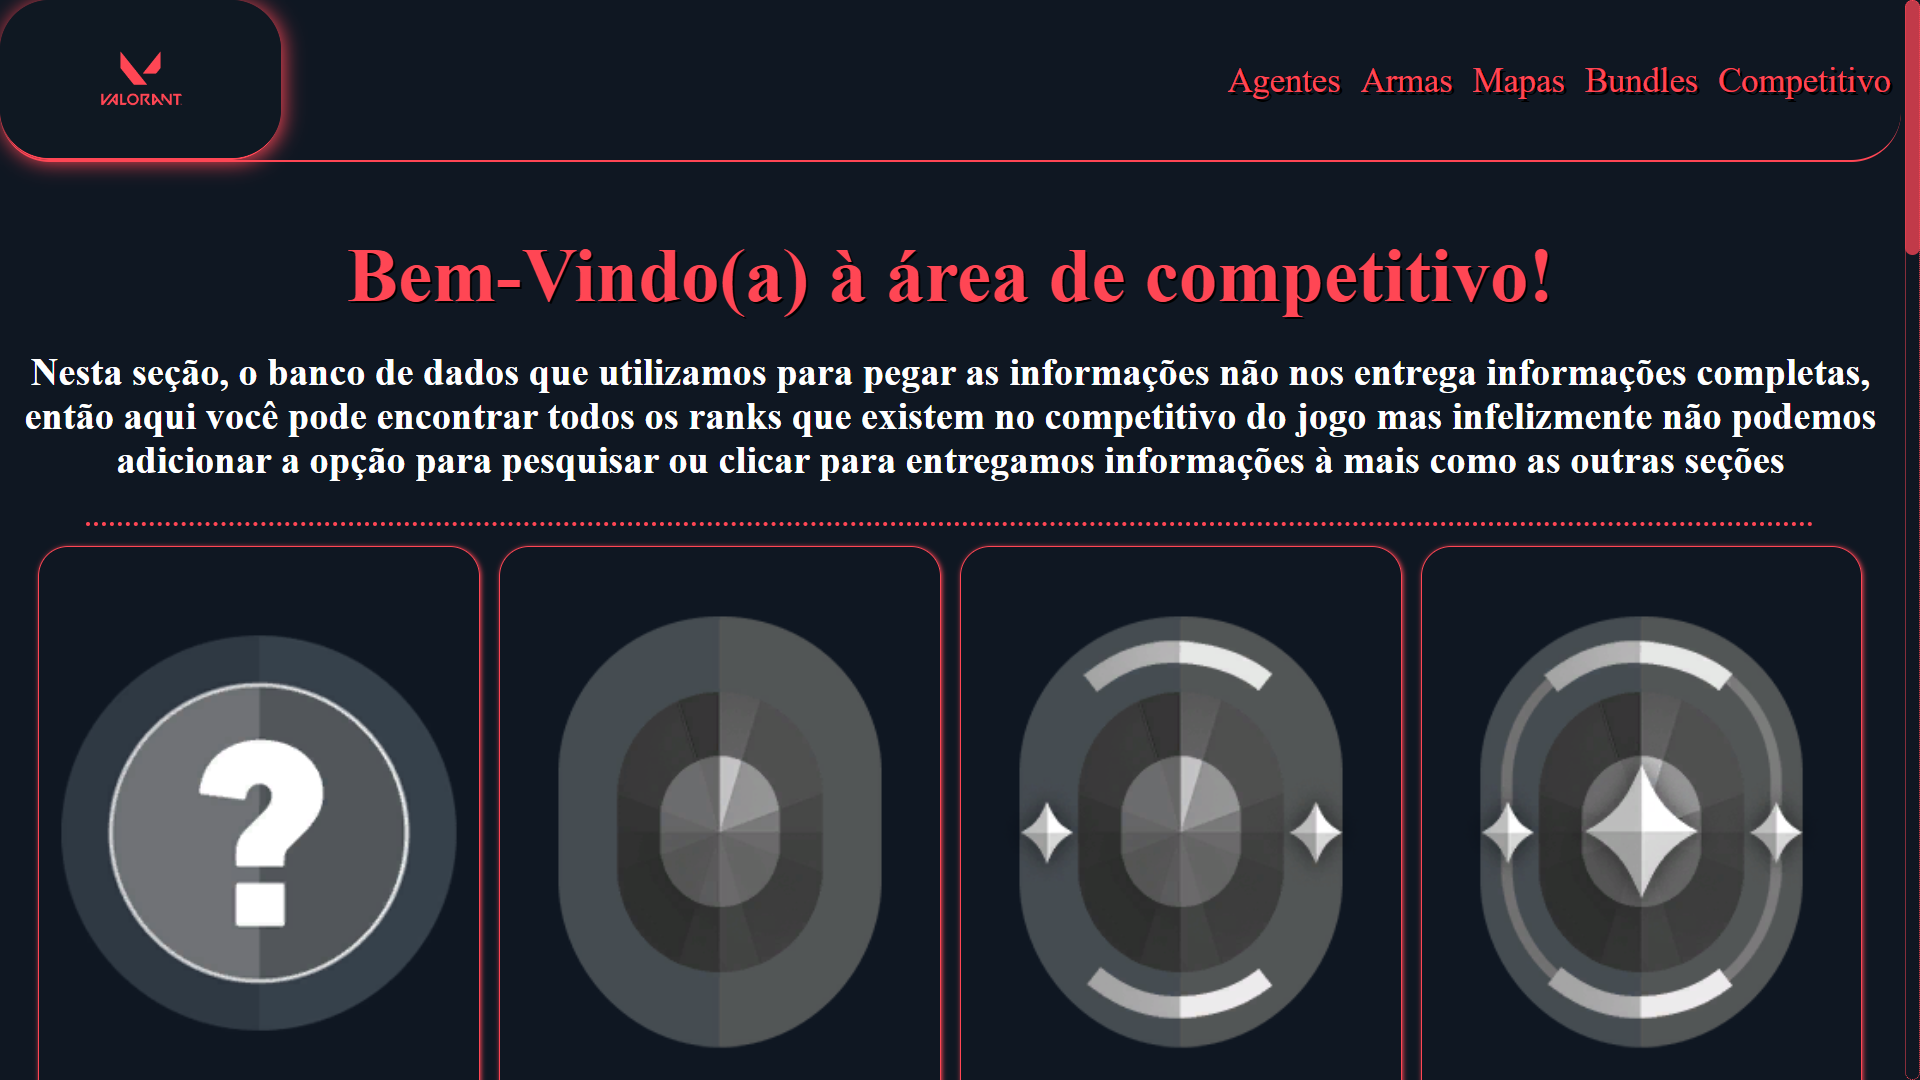 VALORANT
Agentes Armas Mapas Bundles Competitivo
Bem-Vindo(a) à área de competitivo!
Nesta seção, o banco de dados que utilizamos para pegar as informações não nos entrega informações completas,
então aqui você pode encontrar todos os ranks que existem no competitivo do jogo mas infelizmente não podemos
adicionar a opção para pesquisar ou clicar para entregamos informações à mais como as outras seções
?